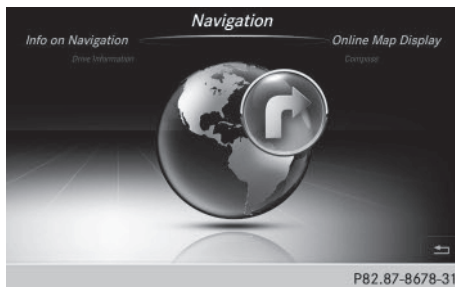 Navigation
Info on Navigation
Online Map Display
Drive Information
Compass
P82.87-8678-31